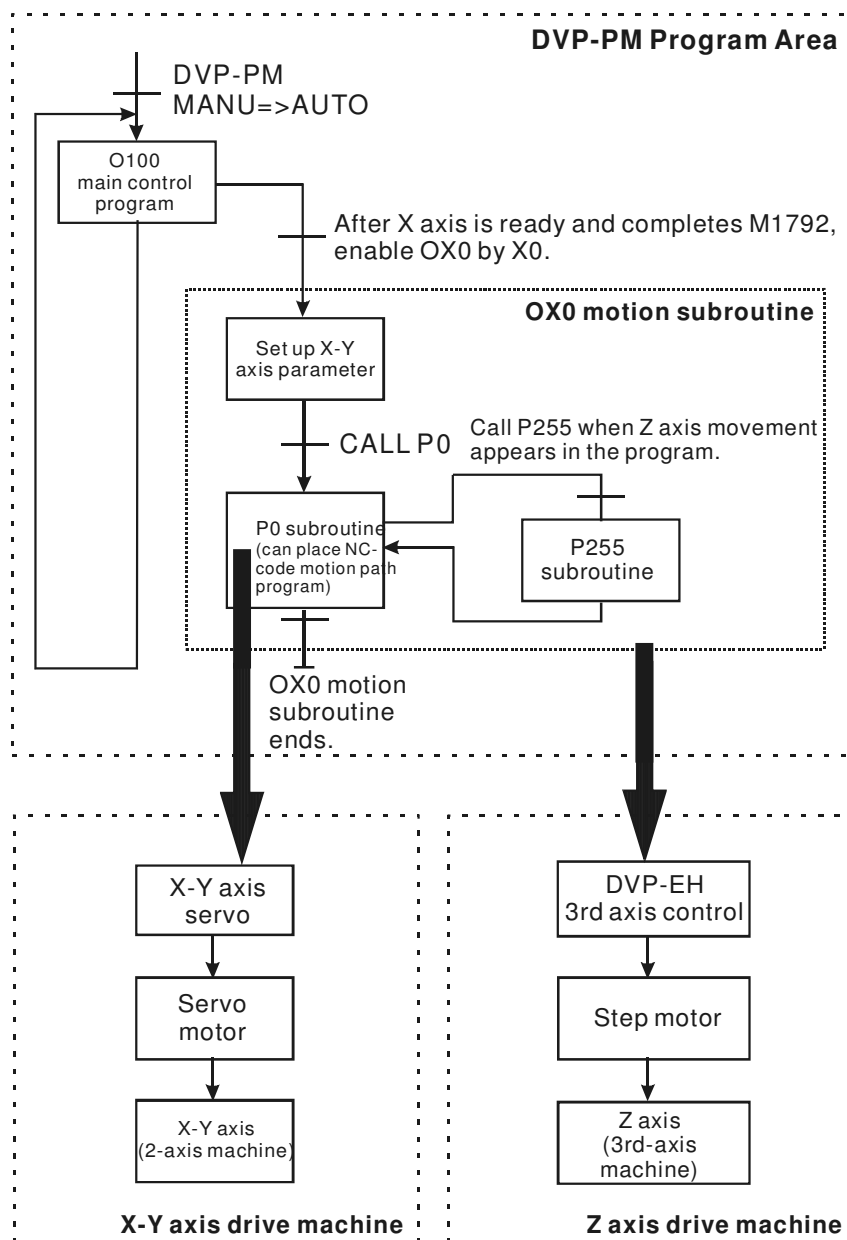 DVP-PM Program Area
DVP-PM
MANU=>AUTO
O100
main control
program
After X axis is ready and completes M1792,
enable OX0 by X0.
OX0 motion subroutine
Set up X-Y
axis parameter
CALL P0
Call P255 when Z axis movement
appears in the program.
P0 subroutine
(can place NC-
code motion path
program)
P255
subroutine
OX0 motion
subroutine
ends.
X-Y axis
servo
Servo
motor
X-Y axis
(2-axis machine)
X-Y axis drive machine
DVP-EH
3rd axis control
Step motor
Z axis
(3rd-axis
machine)
Z axis drive machine